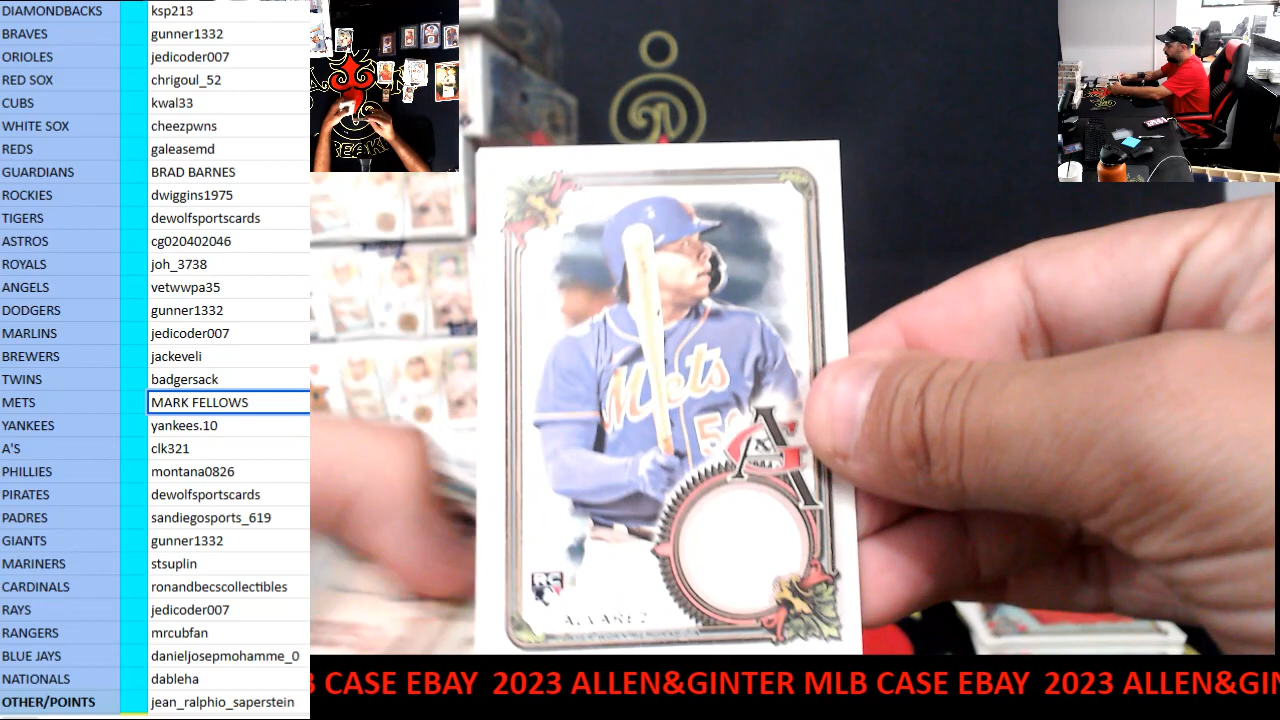 DIAMONDBACKS ksp213
BRAVES gunner1332
ORIOLES jedicoder007
RED SOX chrigoul_52
CUBS kwal33
WHITE SOX cheezpwns
REDS galeasemd
GUARDIANS BRAD BARNES
ROCKIES dwiggins1975
TIGERS dewolfsportscards
ASTROS cg020402046
ROYALS joh_3738
ANGELS vetwwpa35
DODGERS gunner1332
MARLINS jedicoder007
BREWERS jackeveli
TWINS badgersack
METS MARK FELLOWS
YANKEES yankees.10
A'S clk321
PHILLIES montana0826
PIRATES dewolfsportscards
PADRES sandiegosports_619
GIANTS gunner1332
MARINERS stsuplin
CARDINALS ronandbecscollectibles
RAYS jedicoder007
RANGERS mrcubfan
BLUE JAYS danieljosepmohamme_0
NATIONALS dableha
OTHER/POINTS jean_ralphio_saperstein
Mets
5
A&G
RC
ALVAREZ
B CASE EBAY 2023 ALLEN&GINTER MLB CASE EBAY 2023 ALLEN&GIN